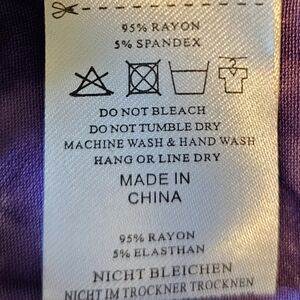 95% RAYON
5% SPANDEX
DO NOT BLEACH
DO NOT TUMBLE DRY
MACHINE WASH & HAND WASH
HANG OR LINE DRY
MADE IN
CHINA
95% RAYON
5% ELASTHAN
NICHT BLEICHEN
NICHT IM TROCKNER TROCKNEN